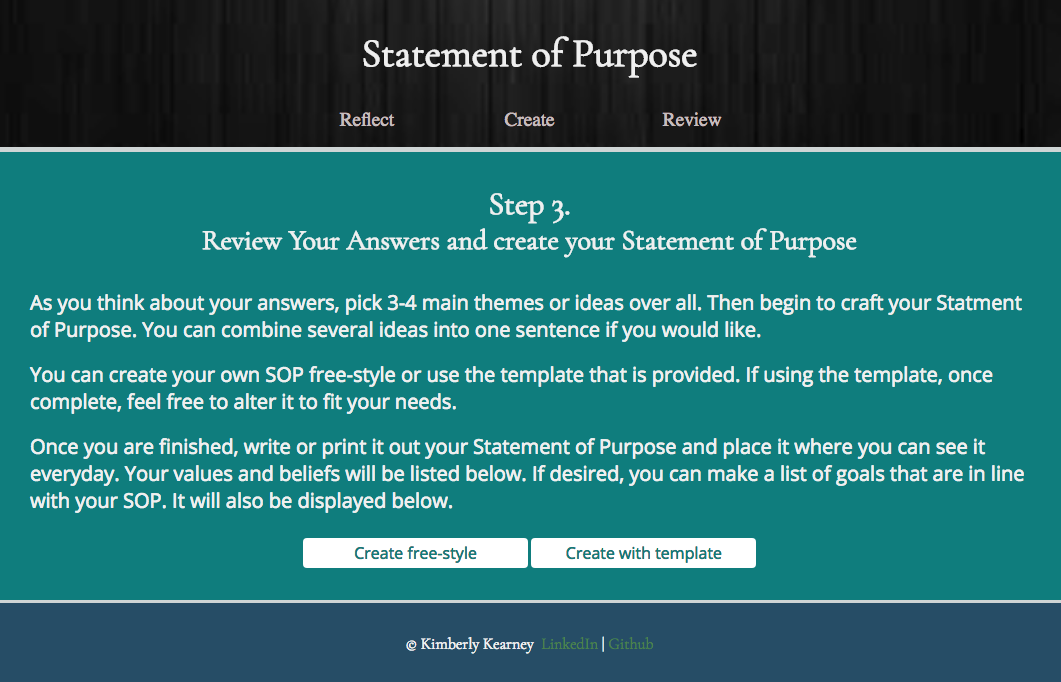 Statement of Purpose
Reflect Create Review
Step 3.
Review Your Answers and create your Statement of Purpose
As you think about your answers, pick 3-4 main themes or ideas over all. Then begin to craft your Statment
of Purpose. You can combine several ideas into one sentence if you would like.
You can create your own SOP free-style or use the template that is provided. If using the template, once
complete, feel free to alter it to fit your needs.
Once you are finished, write or print it out your Statement of Purpose and place it where you can see it
everyday. Your values and beliefs will be listed below. If desired, you can make a list of goals that are in line
with your SOP. It will also be displayed below.
Create free-style Create with template
© Kimberly Kearney LinkedIn | Github